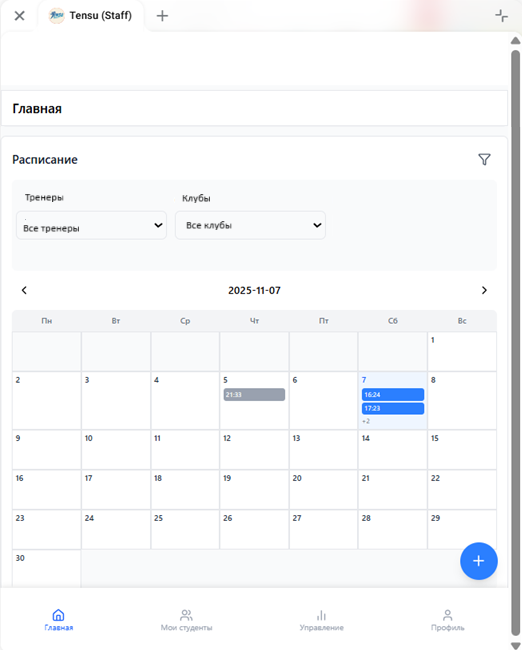 Tensu (Staff)
Главная
Расписание
Тренеры Клубы
Все тренеры Все клубы
2025-11-07
Пн Вт Ср Чт Пт Сб Вс
1
2 3 4 5 6 7 8
21:33 16:24
17:23
+2
9 10 11 12 13 14 15
16 17 18 19 20 21 22
23 24 25 26 27 28 29
30
Главная Мои студенты Управление Профиль